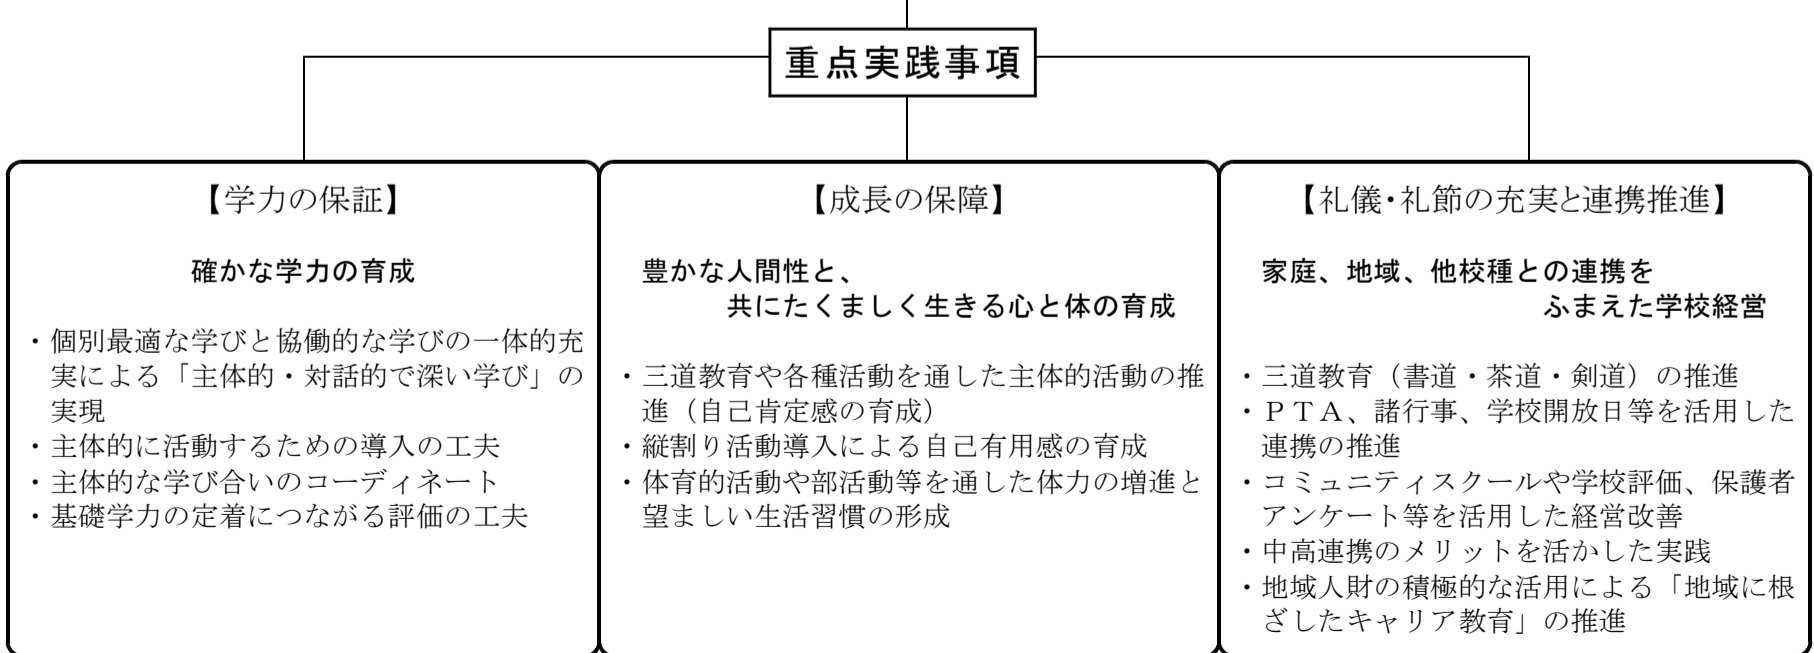 重点実践事項
【学力の保証】
確かな学力の育成
・個別最適な学びと協働的な学びの一体的充
実による「主体的・対話的で深い学び」の
実現
・主体的に活動するための導入の工夫
・主体的な学び合いのコーディネート
・基礎学力の定着につながる評価の工夫
【成長の保障】
豊かな人間性と、
共にたくましく生きる心と体の育成
・三道教育や各種活動を通した主体的活動の推
進（自己肯定感の育成）
・縦割り活動導入による自己有用感の育成
・体育的活動や部活動等を通した体力の増進と
望ましい生活習慣の形成
【礼儀・礼節の充実と連携推進】
家庭、地域、他校種との連携を
ふまえた学校経営
・三道教育（書道・茶道・剣道）の推進
・ＰＴＡ、諸行事、学校開放日等を活用した
連携の推進
・コミュニティスクールや学校評価、保護者
アンケート等を活用した経営改善
・中高連携のメリットを活かした実践
・地域人財の積極的な活用による「地域に根
ざしたキャリア教育」の推進